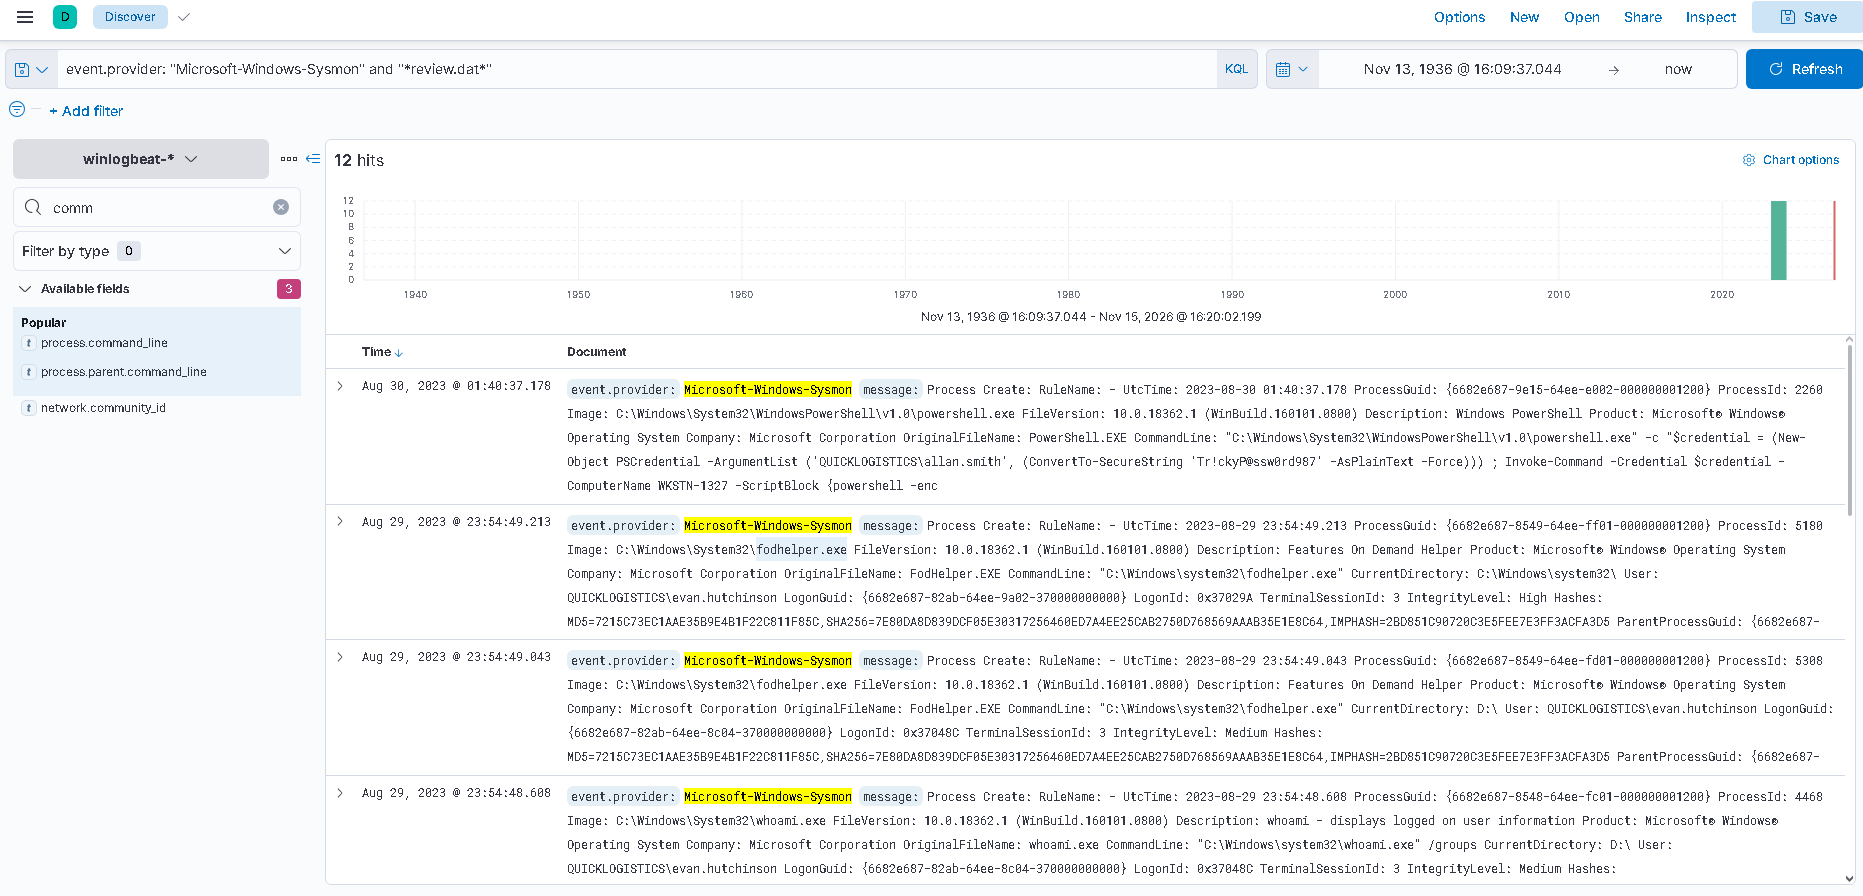 D
Discover
Options
New
Open
Share
Inspect
Save
event.provider: "Microsoft-Windows-Sysmon" and "*review.dat*"
KQL
Nov 13, 1936 @ 16:09:37.044
→
now
Refresh
+ Add filter
winlogbeat-*
comm
Filter by type 0
Available fields 3
Popular
t process.command_line
t process.parent.command_line
t network.community_id
12 hits
Chart options
12
10
8
6
4
2
0
1940 1950 1960 1970 1980 1990 2000 2010 2020
Nov 13, 1936 @ 16:09:37.044 - Nov 15, 2026 @ 16:20:02.199
Time Document
Aug 30, 2023 @ 01:40:37.178
event.provider: Microsoft-Windows-Sysmon message: Process Create: RuleName: - UtcTime: 2023-08-30 01:40:37.178 ProcessGuid: {6682e687-9e15-64ee-e002-000000001200} ProcessId: 2260
Image: C:\Windows\System32\WindowsPowerShell\v1.0\powershell.exe FileVersion: 10.0.18362.1 (WinBuild.160101.0800) Description: Windows PowerShell Product: Microsoft® Windows®
Operating System Company: Microsoft Corporation OriginalFileName: PowerShell.EXE CommandLine: "C:\Windows\System32\WindowsPowerShell\v1.0\powershell.exe" -c "$credential = (New-
Object PSCredential -ArgumentList ('QUICKLOGISTICS\allan.smith', (ConvertTo-SecureString 'Tr!ckyP@ssw0rd987' -AsPlainText -Force))) ; Invoke-Command -Credential $credential -
ComputerName WKSTN-1327 -ScriptBlock {powershell -enc
Aug 29, 2023 @ 23:54:49.213
event.provider: Microsoft-Windows-Sysmon message: Process Create: RuleName: - UtcTime: 2023-08-29 23:54:49.213 ProcessGuid: {6682e687-8549-64ee-ff01-000000001200} ProcessId: 5180
Image: C:\Windows\System32\fodhelper.exe FileVersion: 10.0.18362.1 (WinBuild.160101.0800) Description: Features On Demand Helper Product: Microsoft® Windows® Operating System
Company: Microsoft Corporation OriginalFileName: FodHelper.EXE CommandLine: "C:\Windows\system32\fodhelper.exe" CurrentDirectory: C:\Windows\system32\ User:
QUICKLOGISTICS\evan.hutchinson LogonGuid: {6682e687-82ab-64ee-9a02-370000000000} LogonId: 0x37029A TerminalSessionId: 3 IntegrityLevel: High Hashes:
MD5=7215C73EC1AAE35B9E4B1F22C811F85C,SHA256=7E80DA8D839DCF05E30317256460ED7A4EE25CAB2750D768569AAAB35E1E8C64,IMPHASH=2BD851C90720C3E5FEE7E3FF3ACFA3D5 ParentProcessGuid: {6682e687-
Aug 29, 2023 @ 23:54:49.043
event.provider: Microsoft-Windows-Sysmon message: Process Create: RuleName: - UtcTime: 2023-08-29 23:54:49.043 ProcessGuid: {6682e687-8549-64ee-fd01-000000001200} ProcessId: 5308
Image: C:\Windows\System32\fodhelper.exe FileVersion: 10.0.18362.1 (WinBuild.160101.0800) Description: Features On Demand Helper Product: Microsoft® Windows® Operating System
Company: Microsoft Corporation OriginalFileName: FodHelper.EXE CommandLine: "C:\Windows\system32\fodhelper.exe" CurrentDirectory: D:\ User: QUICKLOGISTICS\evan.hutchinson LogonGuid:
{6682e687-82ab-64ee-8c04-370000000000} LogonId: 0x37048C TerminalSessionId: 3 IntegrityLevel: Medium Hashes:
MD5=7215C73EC1AAE35B9E4B1F22C811F85C,SHA256=7E80DA8D839DCF05E30317256460ED7A4EE25CAB2750D768569AAAB35E1E8C64,IMPHASH=2BD851C90720C3E5FEE7E3FF3ACFA3D5 ParentProcessGuid: {6682e687-
Aug 29, 2023 @ 23:54:48.608
event.provider: Microsoft-Windows-Sysmon message: Process Create: RuleName: - UtcTime: 2023-08-29 23:54:48.608 ProcessGuid: {6682e687-8548-64ee-fc01-000000001200} ProcessId: 4468
Image: C:\Windows\System32\whoami.exe FileVersion: 10.0.18362.1 (WinBuild.160101.0800) Description: whoami - displays logged on user information Product: Microsoft® Windows®
Operating System Company: Microsoft Corporation OriginalFileName: whoami.exe CommandLine: "C:\Windows\system32\whoami.exe" /groups CurrentDirectory: D:\ User:
QUICKLOGISTICS\evan.hutchinson LogonGuid: {6682e687-82ab-64ee-8c04-370000000000} LogonId: 0x37048C TerminalSessionId: 3 IntegrityLevel: Medium Hashes: